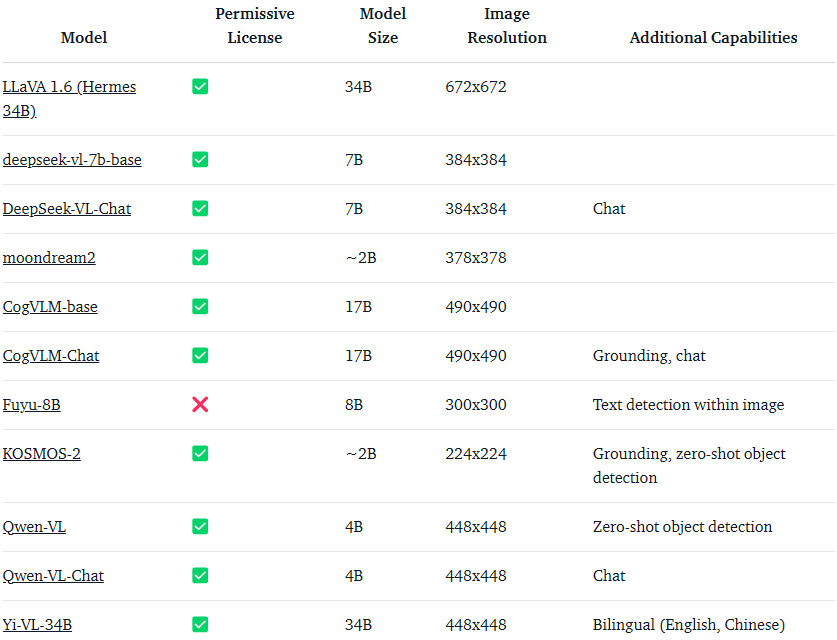 Model Permissive License Model Size Image Resolution Additional Capabilities
LLaVA 1.6 (Hermes 34B) ✅ 34B 672x672
deepseek-vl-7b-base ✅ 7B 384x384
DeepSeek-VL-Chat ✅ 7B 384x384 Chat
moondream2 ✅ ~2B 378x378
CogVLM-base ✅ 17B 490x490
CogVLM-Chat ✅ 17B 490x490 Grounding, chat
Fuyu-8B ❌ 8B 300x300 Text detection within image
KOSMOS-2 ✅ ~2B 224x224 Grounding, zero-shot object detection
Qwen-VL ✅ 4B 448x448 Zero-shot object detection
Qwen-VL-Chat ✅ 4B 448x448 Chat
Yi-VL-34B ✅ 34B 448x448 Bilingual (English, Chinese)